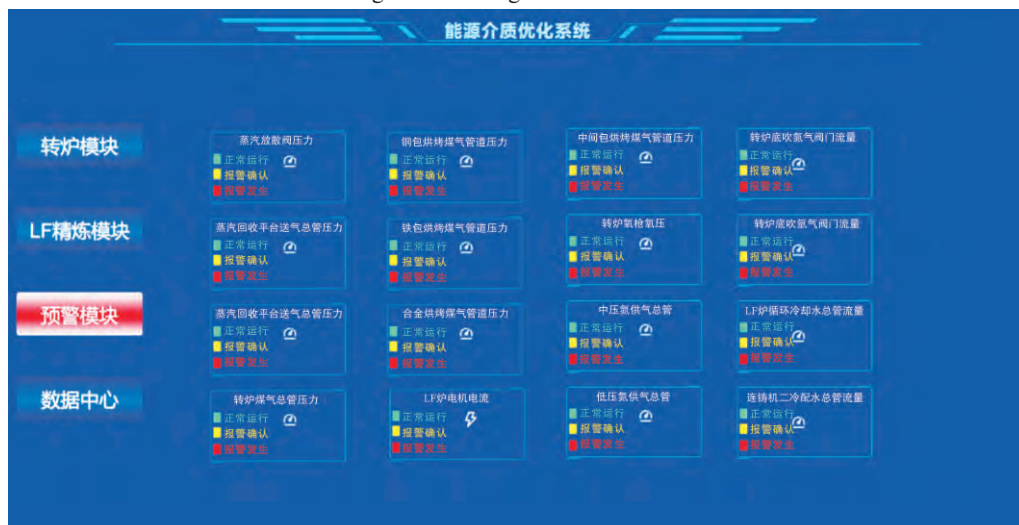 能源介质优化系统
转炉模块
LF精炼模块
预警模块
数据中心
蒸汽放散阀压力
正常运行
报警确认
报警发生
钢包烘烤煤气管道压力
正常运行
报警确认
报警发生
中间包烘烤煤气管道压力
正常运行
报警确认
报警发生
转炉底吹氩气阀门流量
正常运行
报警确认
报警发生
蒸汽回收平台送气总管压力
正常运行
报警确认
报警发生
铁包烘烤煤气管道压力
正常运行
报警确认
报警发生
转炉氧枪氧压
正常运行
报警确认
报警发生
转炉底吹氩气阀门流量
正常运行
报警确认
报警发生
蒸汽回收平台送气总管压力
正常运行
报警确认
报警发生
合金烘烤煤气管道压力
正常运行
报警确认
报警发生
中压氮供气总管
正常运行
报警确认
报警发生
LF炉循环冷却水总管流量
正常运行
报警确认
报警发生
转炉煤气总管压力
正常运行
报警确认
报警发生
LF炉电机电流
正常运行
报警确认
报警发生
低压氮供气总管
正常运行
报警确认
报警发生
连铸机二冷配水总管流量
正常运行
报警确认
报警发生